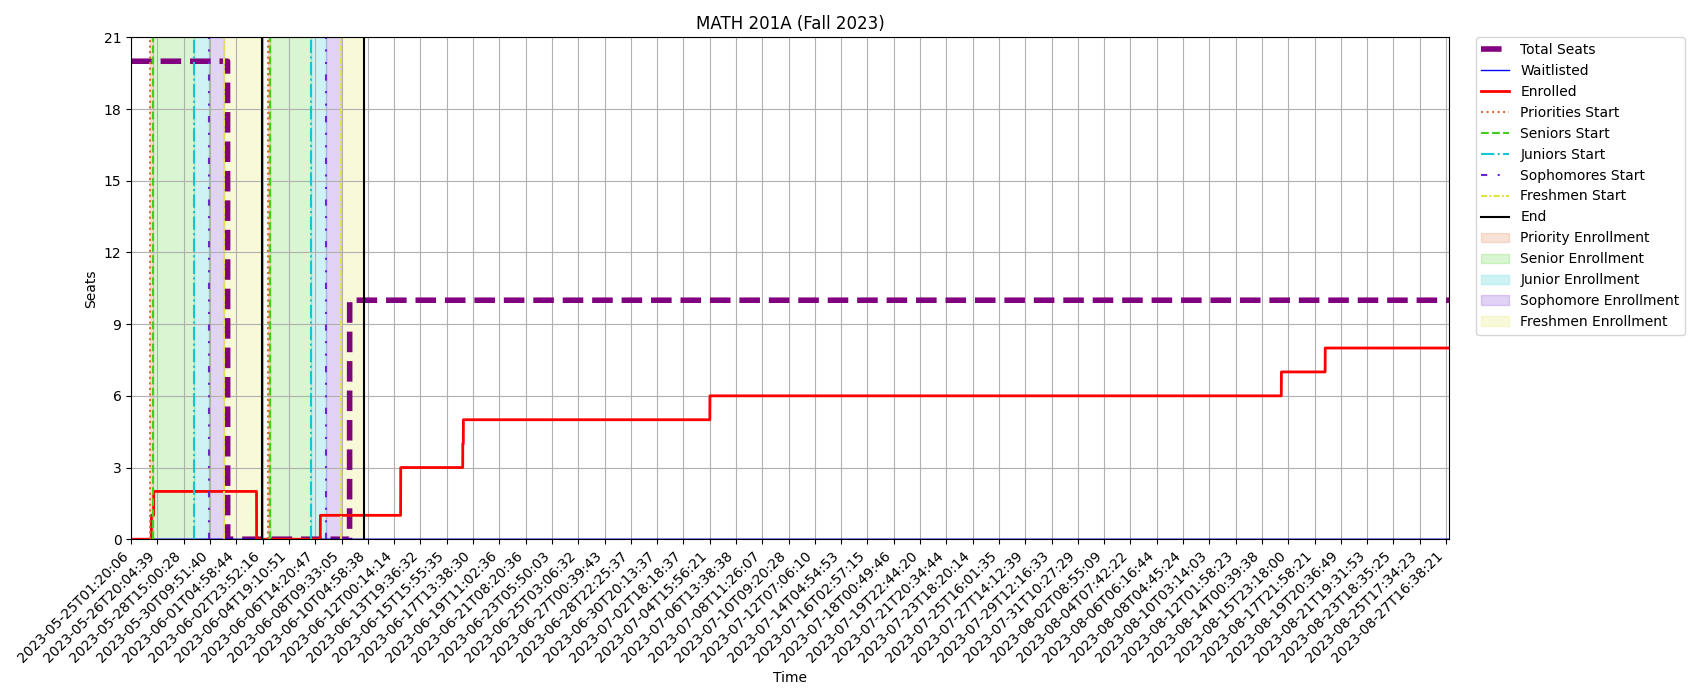 MATH 201A (Fall 2023)
Seats
21
18
15
12
9
6
3
0
2023-05-25T01:20:06
2023-05-26T20:04:39
2023-05-28T15:00:28
2023-05-30T09:51:40
2023-06-01T04:58:44
2023-06-02T23:52:16
2023-06-04T19:10:51
2023-06-06T14:20:47
2023-06-08T09:33:05
2023-06-10T04:58:38
2023-06-12T00:14:14
2023-06-13T19:36:32
2023-06-15T15:55:35
2023-06-17T13:38:30
2023-06-19T11:02:36
2023-06-21T08:20:36
2023-06-23T05:50:03
2023-06-25T03:06:32
2023-06-27T00:39:43
2023-06-28T22:25:37
2023-06-30T20:13:37
2023-07-02T18:18:37
2023-07-04T15:56:21
2023-07-06T13:38:38
2023-07-08T11:26:07
2023-07-10T09:20:28
2023-07-12T07:06:10
2023-07-14T04:54:53
2023-07-16T02:57:15
2023-07-18T00:49:46
2023-07-19T22:44:20
2023-07-21T20:34:44
2023-07-23T18:20:14
2023-07-25T16:01:35
2023-07-27T14:12:39
2023-07-29T12:16:33
2023-07-31T10:27:29
2023-08-02T08:55:09
2023-08-04T07:42:22
2023-08-06T06:16:44
2023-08-08T04:45:24
2023-08-10T03:14:03
2023-08-12T01:58:23
2023-08-14T00:39:38
2023-08-15T23:18:00
2023-08-17T21:58:21
2023-08-19T20:36:49
2023-08-21T19:31:53
2023-08-23T18:35:25
2023-08-25T17:34:23
2023-08-27T16:38:21
Time
Total Seats
Waitlisted
Enrolled
Priorities Start
Seniors Start
Juniors Start
Sophomores Start
Freshmen Start
End
Priority Enrollment
Senior Enrollment
Junior Enrollment
Sophomore Enrollment
Freshmen Enrollment